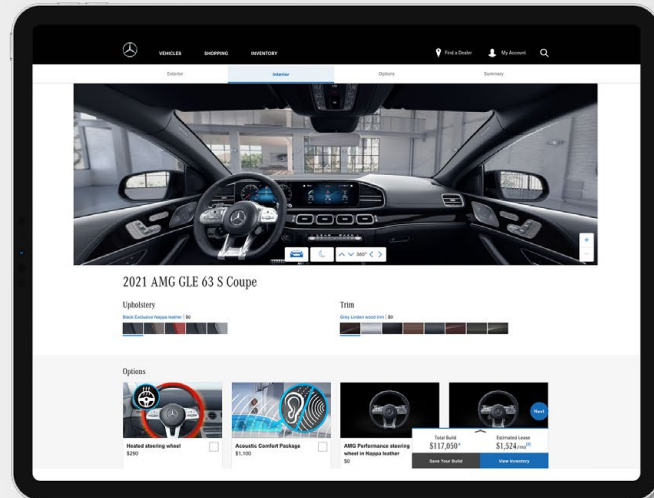 VEHICLES SHOPPING INVENTORY Find a Dealer My Account
Exterior Interior Options Summary
360°
2021 AMG GLE 63 S Coupe
Upholstery
Black Exclusive Nappa leather | $0
Trim
Grey Linden wood trim | $0
Options
Heated steering wheel
$250
Acoustic Comfort Package
$1,100
AMG Performance steering
wheel in Nappa leather
$0
Next
Total Build
$117,050*
Estimated Lease
$1,524 /mo
Save Your Build
View Inventory